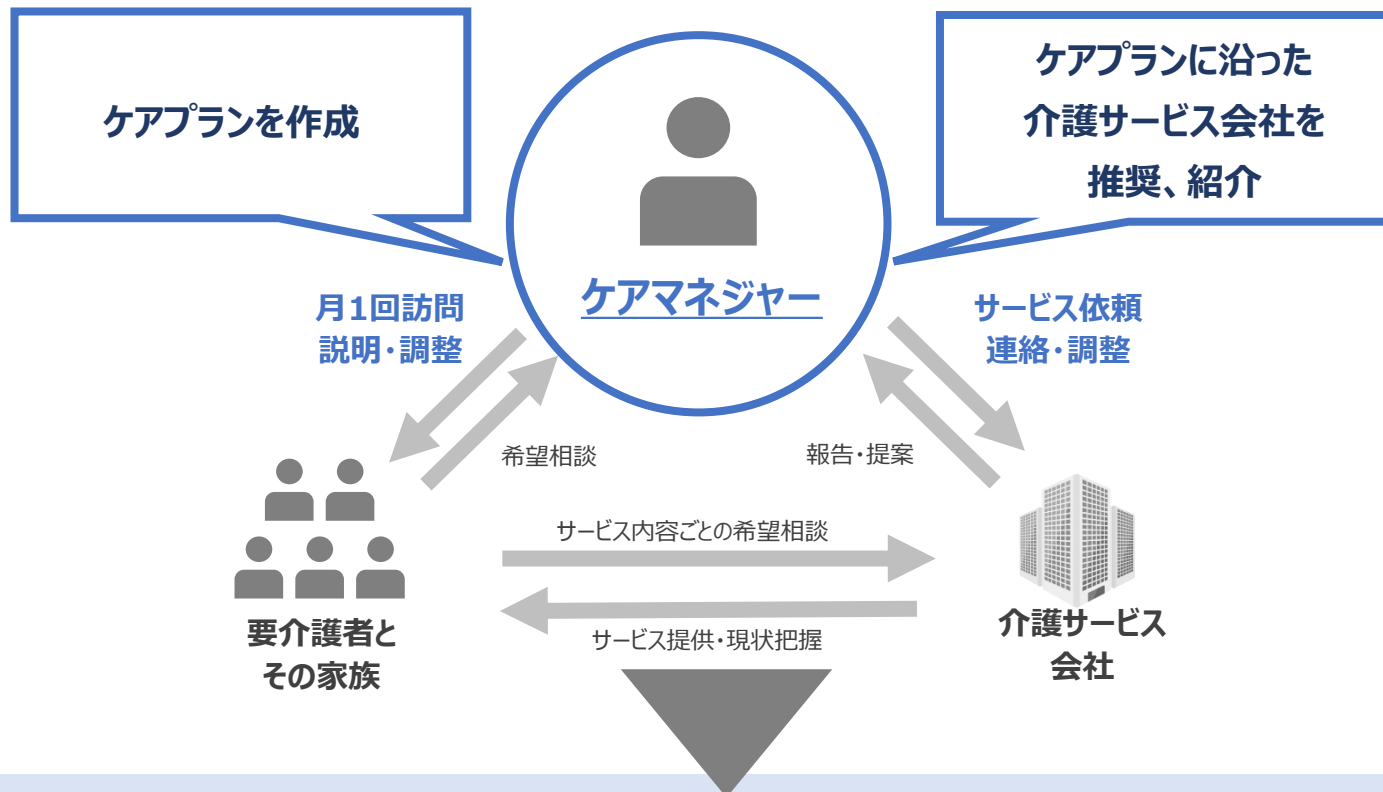 ケアプランを作成
ケアプランに沿った
介護サービス会社を
推奨、紹介
ケアマネジャー
月1回訪問
説明・調整
サービス依頼
連絡・調整
希望相談
報告・提案
サービス内容ごとの希望相談
サービス提供・現状把握
要介護者と
その家族
介護サービス
会社